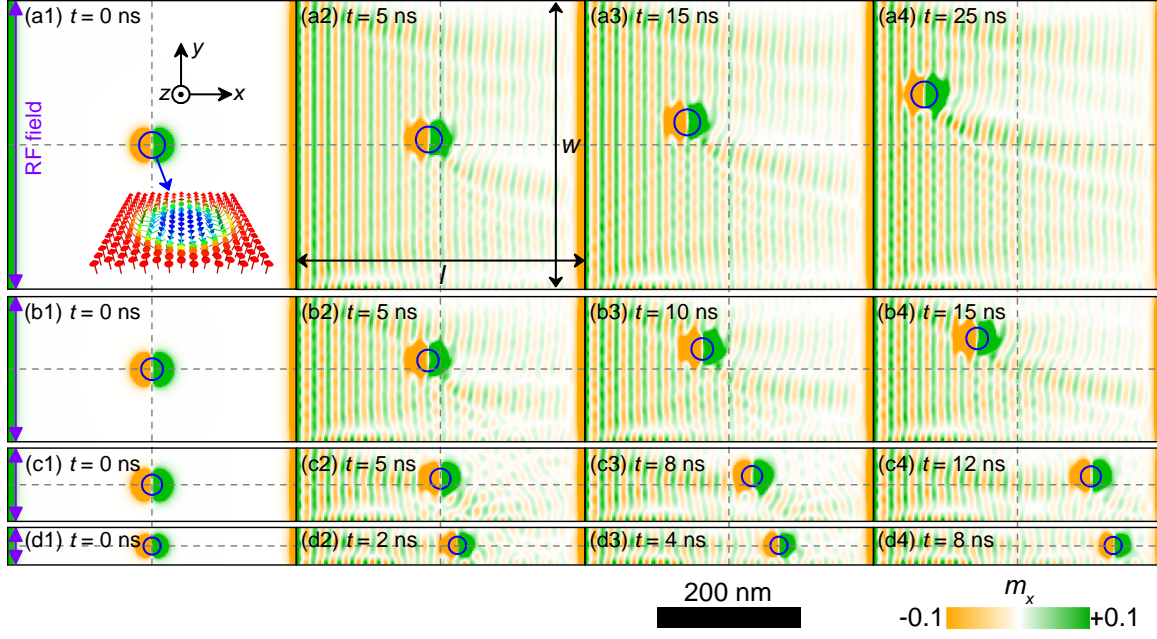 (a1) t = 0 ns
(a2) t = 5 ns
(a3) t = 15 ns
(a4) t = 25 ns
y
z
x
RF field
w
l
(b1) t = 0 ns
(b2) t = 5 ns
(b3) t = 10 ns
(b4) t = 15 ns
(c1) t = 0 ns
(c2) t = 5 ns
(c3) t = 8 ns
(c4) t = 12 ns
(d1) t = 0 ns
(d2) t = 2 ns
(d3) t = 4 ns
(d4) t = 8 ns
200 nm
mx
-0.1
+0.1